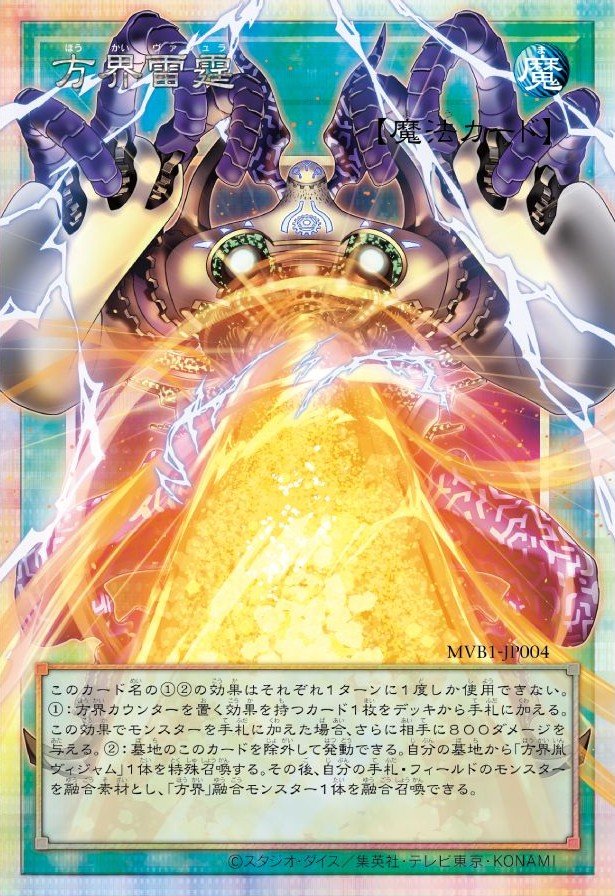 ほう かい ヴァジュラ
方界雷霆
ま
魔
【魔法カード】
MVB1-JP004
このカード名の①②の効果はそれぞれ1ターンに1度しか使用できない。
①：方界カウンターを置く効果を持つカード1枚をデッキから手札に加える。
この効果でモンスターを手札に加えた場合、さらに相手に800ダメージを
与える。②：墓地のこのカードを除外して発動できる。自分の墓地から「方界胤
ヴィジャム」1体を特殊召喚する。その後、自分の手札・フィールドのモンスター
を融合素材とし、「方界」融合モンスター1体を融合召喚できる。
©スタジオ・ダイス／集英社・テレビ東京・KONAMI